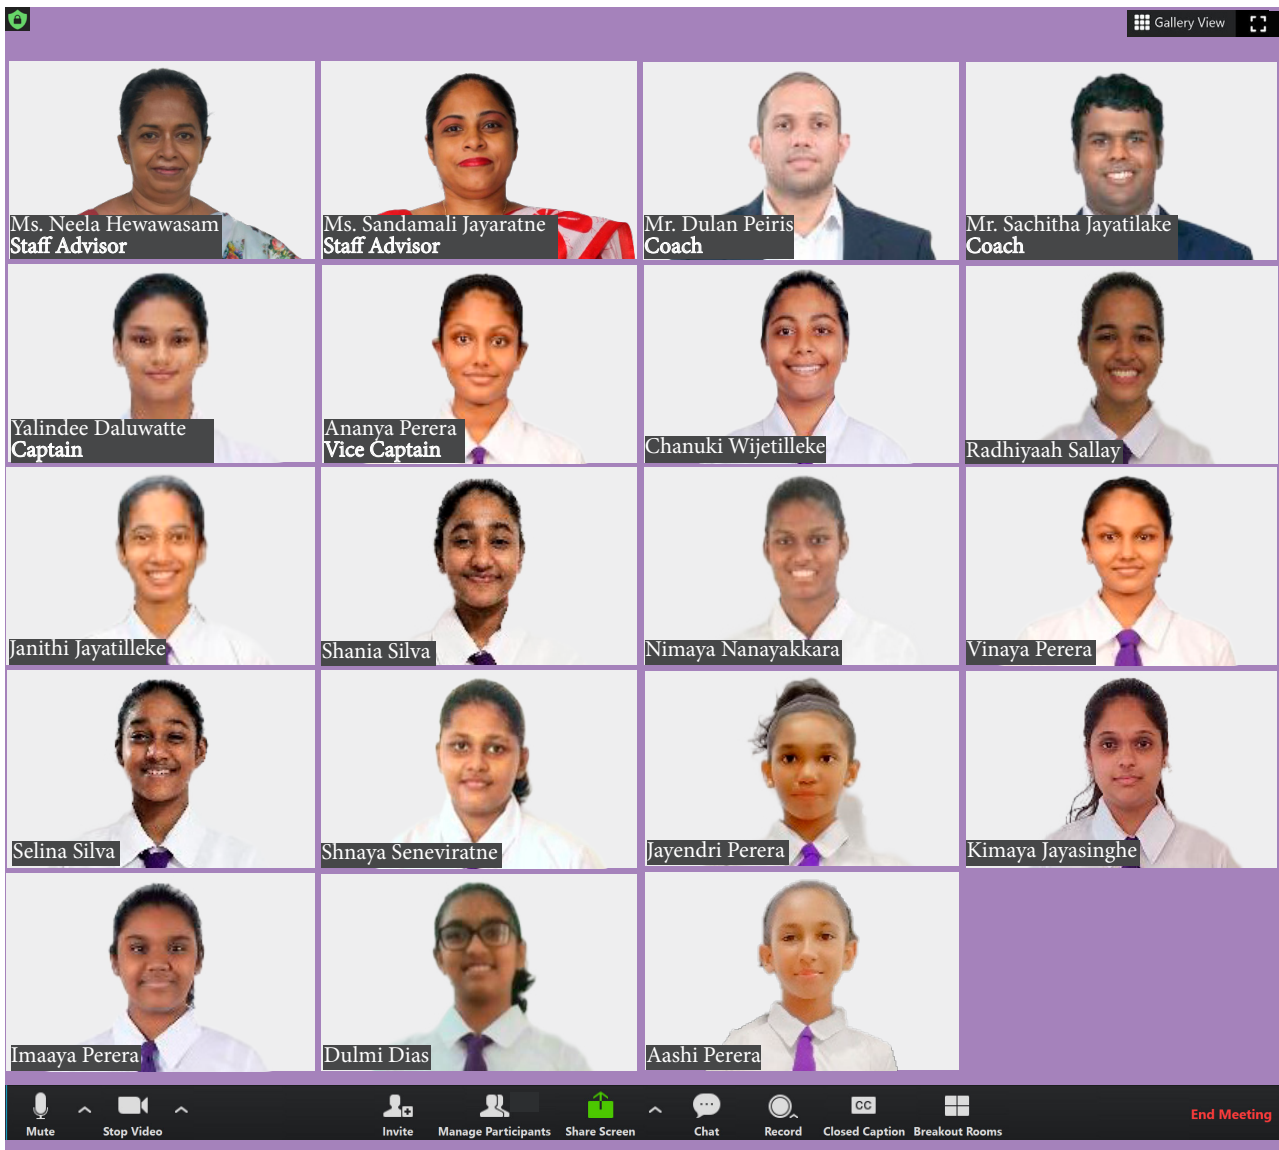 Gallery View
Ms. Neela Hewawasam
Staff Advisor
Ms. Sandamali Jayaratne
Staff Advisor
Mr. Dulan Peiris
Coach
Mr. Sachitha Jayatilake
Coach
Yalindee Daluwatte
Captain
Ananya Perera
Vice Captain
Chanuki Wijetilleke
Radhiyaah Sallay
Janithi Jayatilleke
Shania Silva
Nimaya Nanayakkara
Vinaya Perera
Selina Silva
Shnaya Seneviratne
Jayendri Perera
Kimaya Jayasinghe
Imaaya Perera
Dulmi Dias
Aashi Perera
Mute
Stop Video
Invite
Manage Participants
Share Screen
Chat
Record
CC
Closed Caption
Breakout Rooms
End Meeting